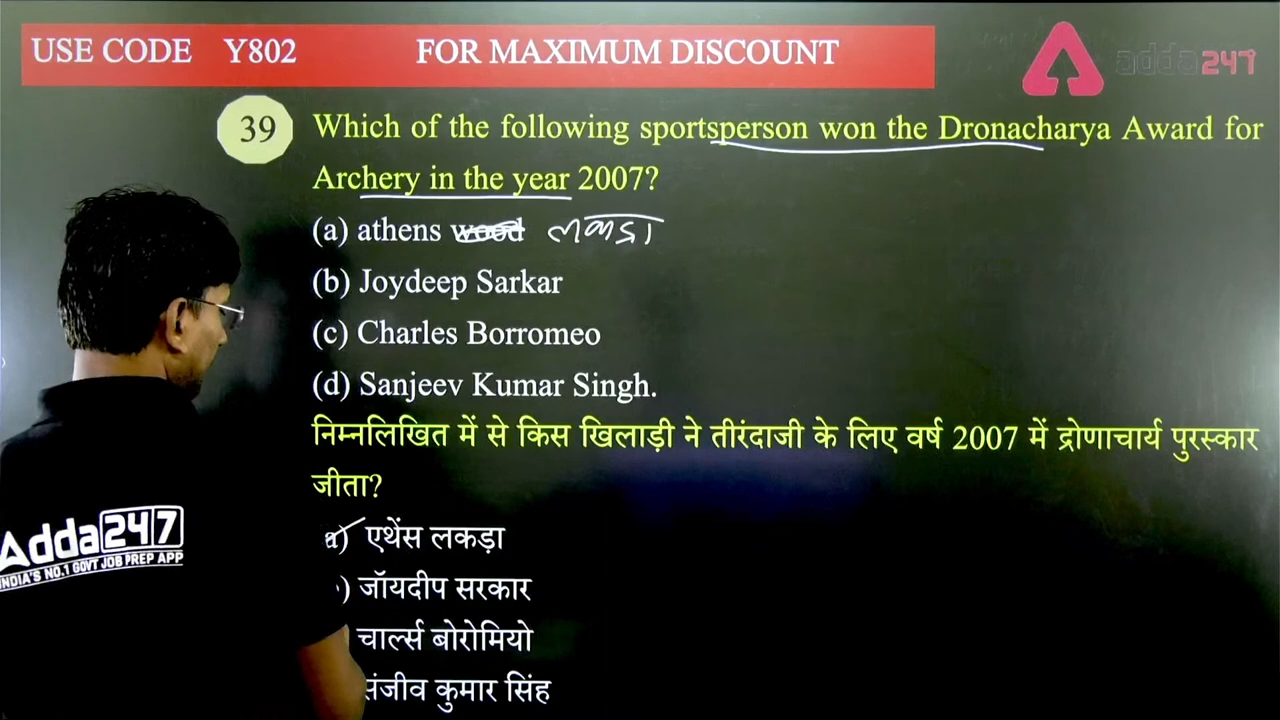 USE CODE Y802 FOR MAXIMUM DISCOUNT
adda247
39 Which of the following sportsperson won the Dronacharya Award for
Archery in the year 2007?
(a) athens wood लकड़ा
(b) Joydeep Sarkar
(c) Charles Borromeo
(d) Sanjeev Kumar Singh.
निम्नलिखित में से किस खिलाड़ी ने तीरंदाजी के लिए वर्ष 2007 में द्रोणाचार्य पुरस्कार
जीता?
a) एथेंस लकड़ा
) जॉयदीप सरकार
चार्ल्स बोरोमियो
संजीव कुमार सिंह
Adda247
INDIA'S NO.1 GOVT JOB PREP APP